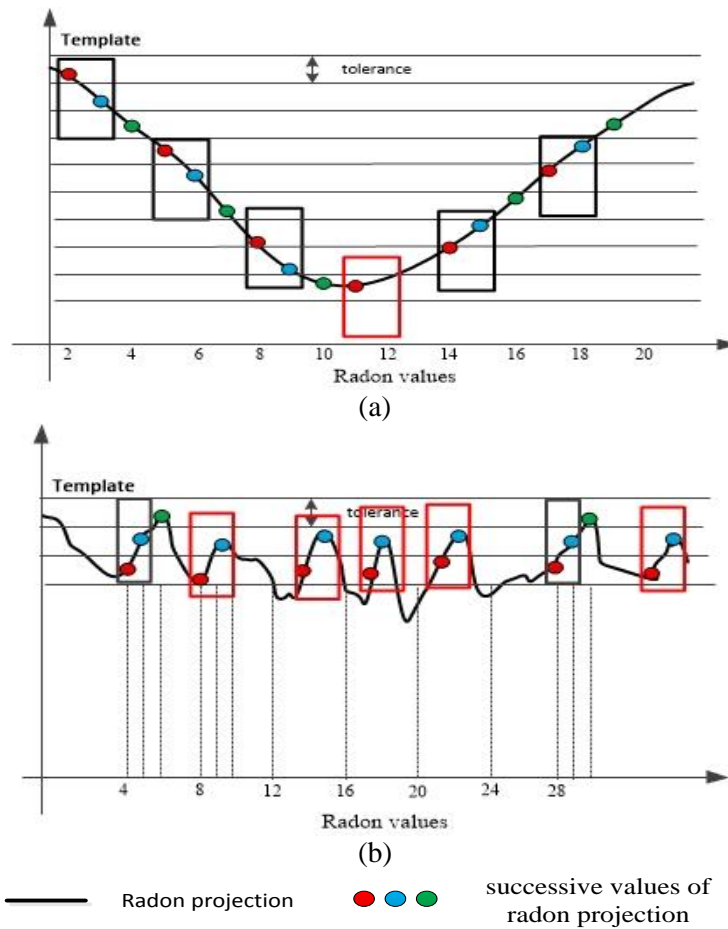 Template
tolerance
2 4 6 8 10 12 14 16 18 20
Radon values
(a)
Template
tolerance
4 8 12 16 20 24 28
Radon values
(b)
Radon projection
successive values of
radon projection